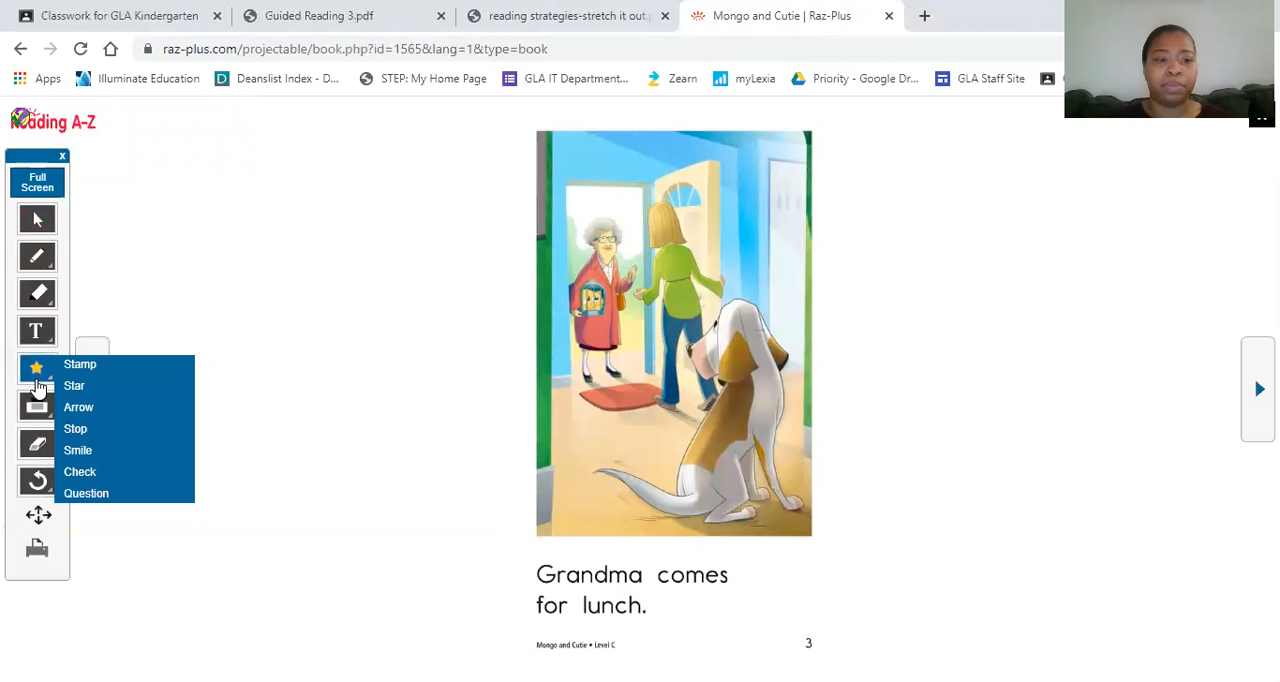 Classwork for GLA Kindergarten
Guided Reading 3.pdf
reading strategies-stretch it out.
Mongo and Cutie | Raz-Plus
raz-plus.com/projectable/book.php?id=1565&lang=1&type=book
Apps
Illuminate Education
Deanslist Index - D...
STEP: My Home Page
GLA IT Department...
Zearn
myLexia
Priority - Google Dr...
GLA Staff Site
Reading A-Z
x
Full
Screen
T
Stamp
Star
Arrow
Stop
Smile
Check
Question
Grandma comes
for lunch.
Mongo and Cutie • Level C
3